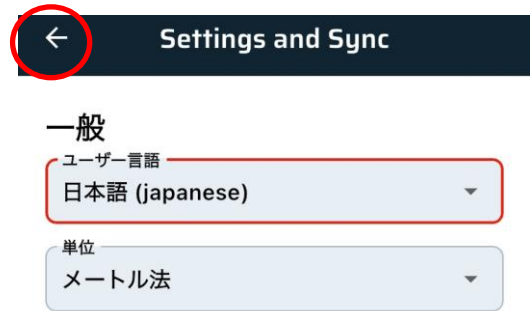 Settings and Sync
一般
ユーザー言語
日本語 (japanese)
単位
メートル法